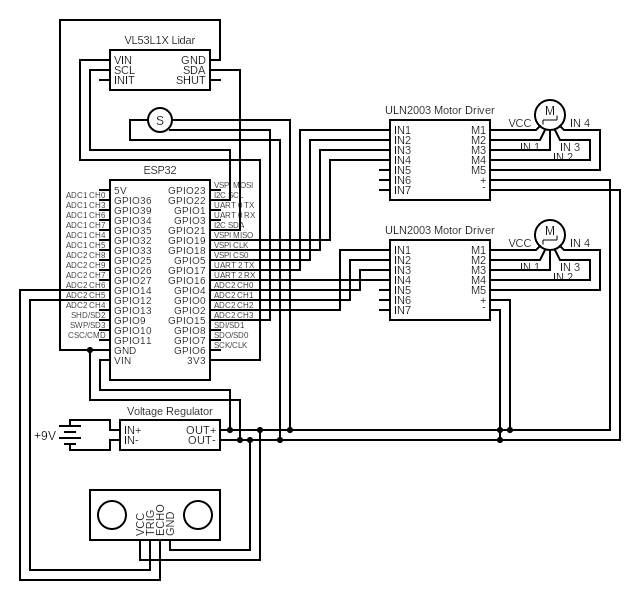 VL53L1X Lidar
VIN GND
SCL SDA
INIT SHUT
S
ULN2003 Motor Driver
IN1 M1
IN2 M2
IN3 M3
IN4 M4
IN5 M5
IN6 +
IN7 -
M
VCC IN 4
IN 1 IN 3
IN 2
ESP32
5V GPIO23 VSPI MOSI
ADC1 CH0 GPIO36 GPIO22 I2C SCL
ADC1 CH3 GPIO39 GPIO1 UART 0 TX
ADC1 CH6 GPIO34 GPIO3 UART 0 RX
ADC1 CH7 GPIO35 GPIO21 I2C SDA
ADC1 CH4 GPIO32 GPIO19 VSPI MISO
ADC1 CH5 GPIO33 GPIO18 VSPI CLK
ADC2 CH8 GPIO25 GPIO5 VSPI CS0
ADC2 CH9 GPIO26 GPIO17 UART 2 TX
ADC2 CH7 GPIO27 GPIO16 UART 2 RX
ADC2 CH6 GPIO14 GPIO4 ADC2 CH0
ADC2 CH5 GPIO12 GPIO0 ADC2 CH1
ADC2 CH4 GPIO13 GPIO2 ADC2 CH2
SHD/SD2 GPIO9 GPIO15 ADC2 CH3
SWP/SD3 GPIO10 GPIO8 SDI/SD1
CSC/CMD GPIO11 GPIO7 SDO/SD0
GND GPIO6 SCK/CLK
VIN 3V3
ULN2003 Motor Driver
IN1 M1
IN2 M2
IN3 M3
IN4 M4
IN5 M5
IN6 +
IN7 -
M
VCC IN 4
IN 1 IN 3
IN 2
Voltage Regulator
+9V
IN+ OUT+
IN- OUT-
VCC
TRIG
ECHO
GND